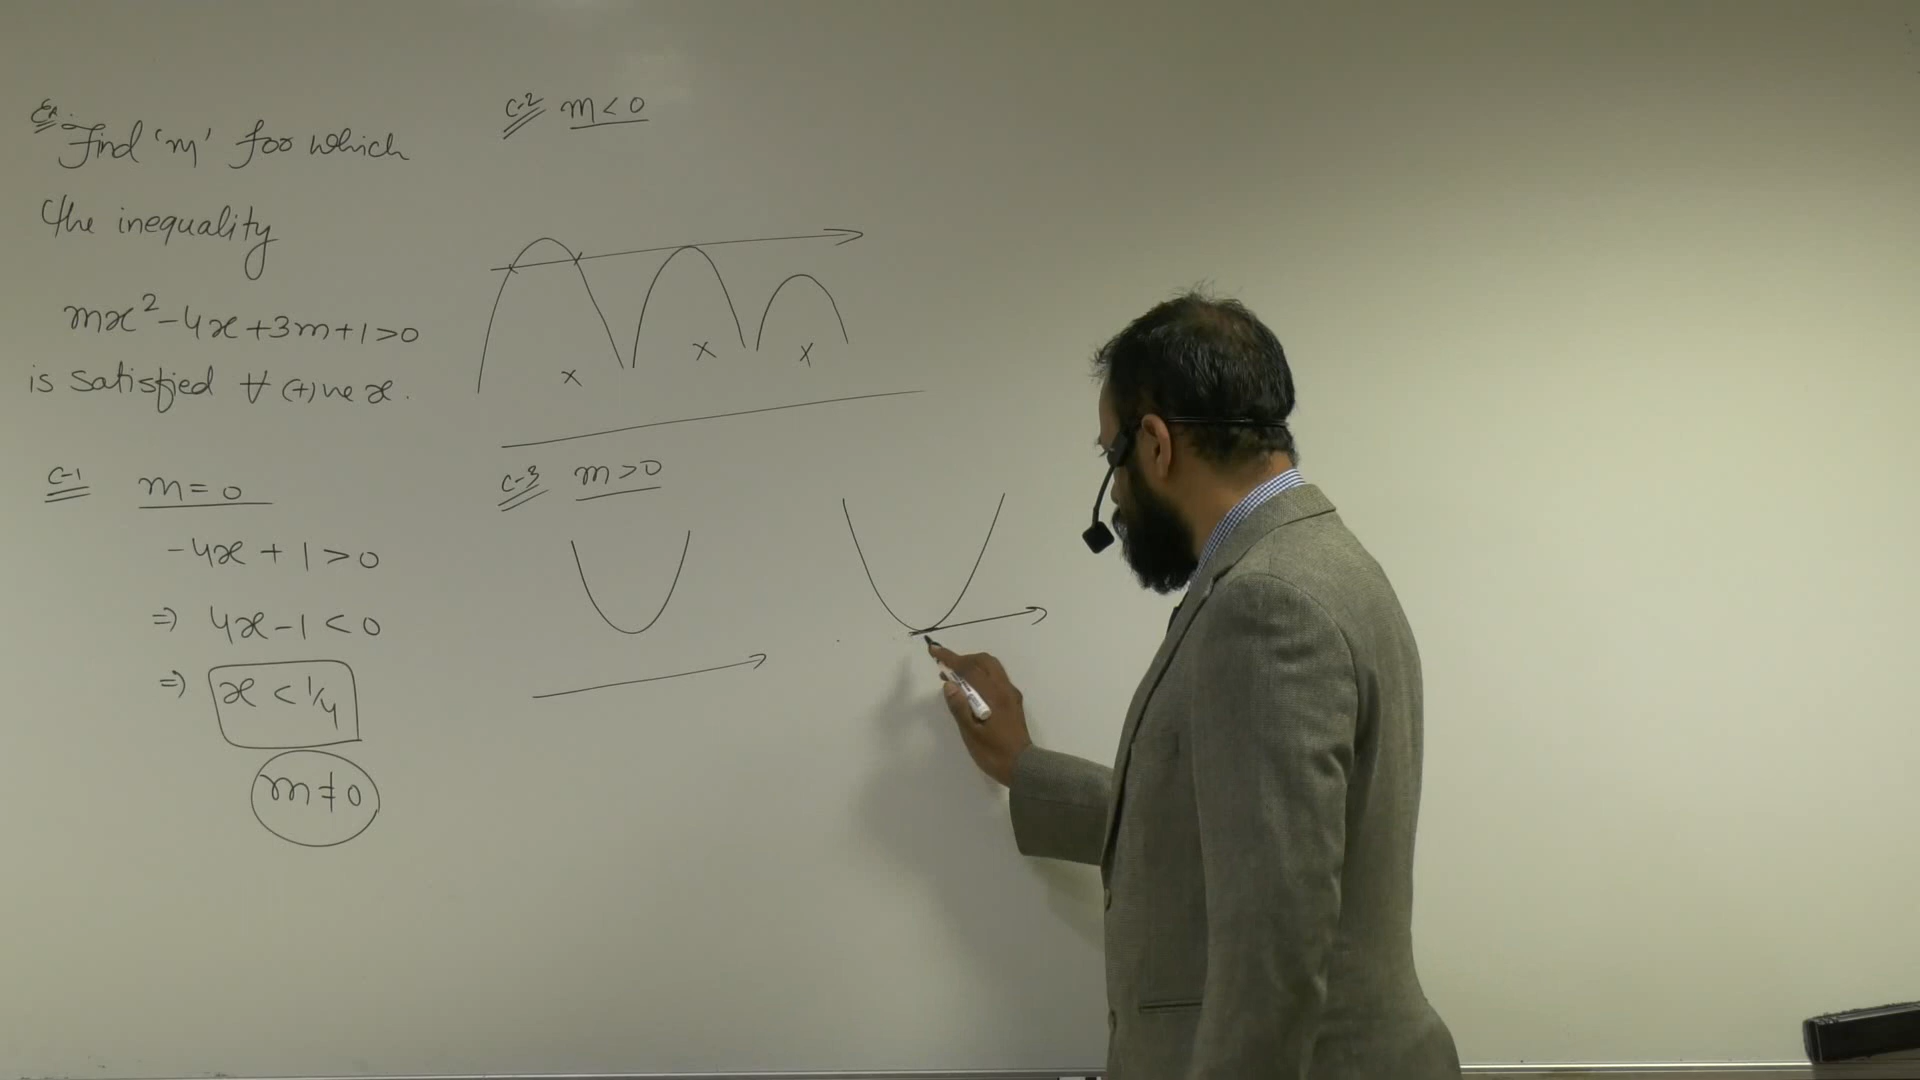 Ex:
Find 'm' for which
the inequality
mx²-4x+3m+1>0
is satisfied ∀ (+)ve x.
C-1 m=0
-4x+1>0
⇒ 4x-1<0
⇒ x<1/4
m≠0
C-2 m<0
C-3 m>0